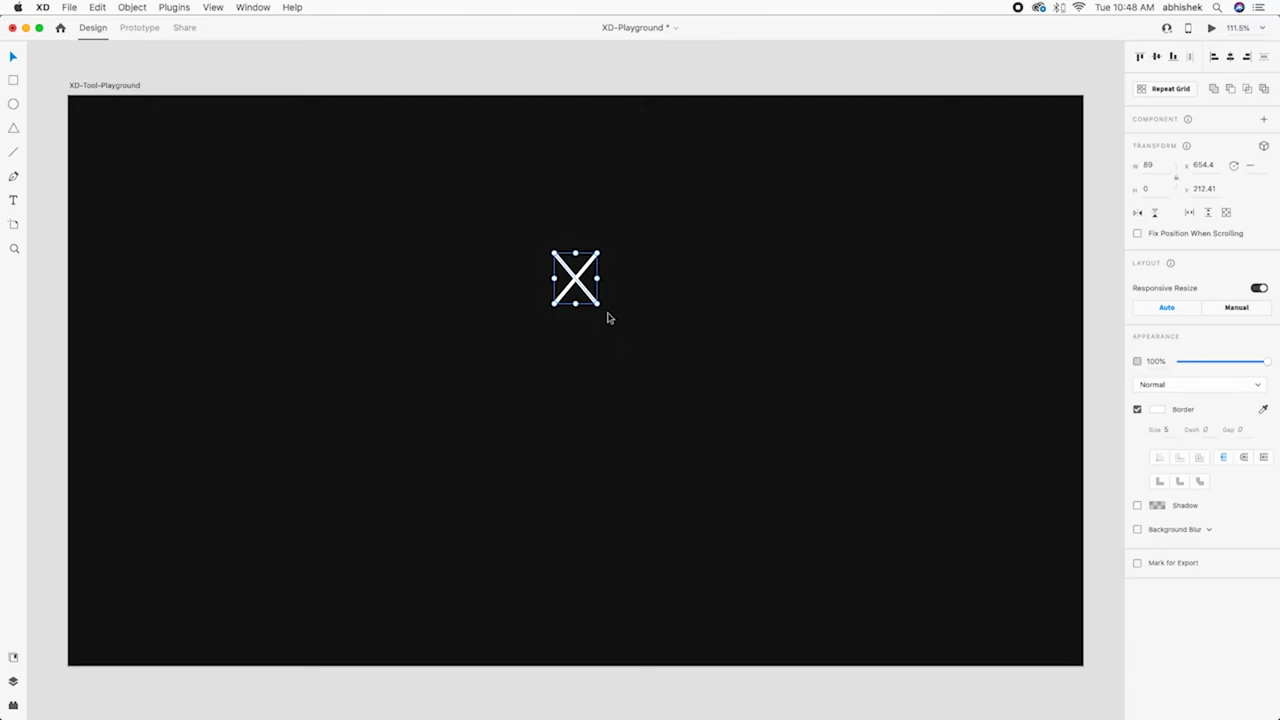 XD File Edit Object Plugins View Window Help Tue 10:48 AM abhishek
Design Prototype Share XD-Playground * 111.5%
XD-Tool-Playground
Repeat Grid
COMPONENT
TRANSFORM
W 89 X 654.4
H 0 Y 212.41
Fix Position When Scrolling
LAYOUT
Responsive Resize
Auto Manual
APPEARANCE
100%
Normal
Border
Size 5 Dash 0 Gap 0
Shadow
Background Blur
Mark for Export